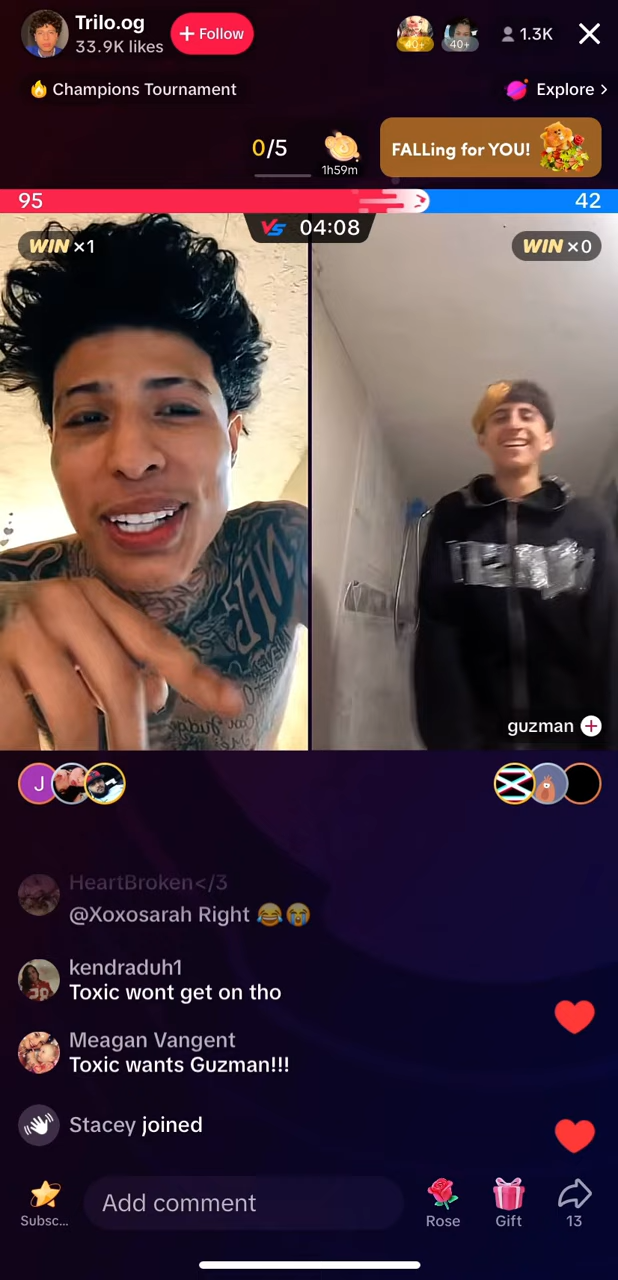 Trilo.og
33.9K likes
+ Follow
40+
40+
1.3K
🔥 Champions Tournament
Explore >
0/5
1h59m
FALLing for YOU!
95
42
VS 04:08
WIN ×1
WIN ×0
guzman
J
HeartBroken</3
@Xoxosarah Right 😂😭
kendraduh1
Toxic wont get on tho
Meagan Vangent
Toxic wants Guzman!!!
Stacey joined
Subsc...
Add comment
Rose
Gift
13